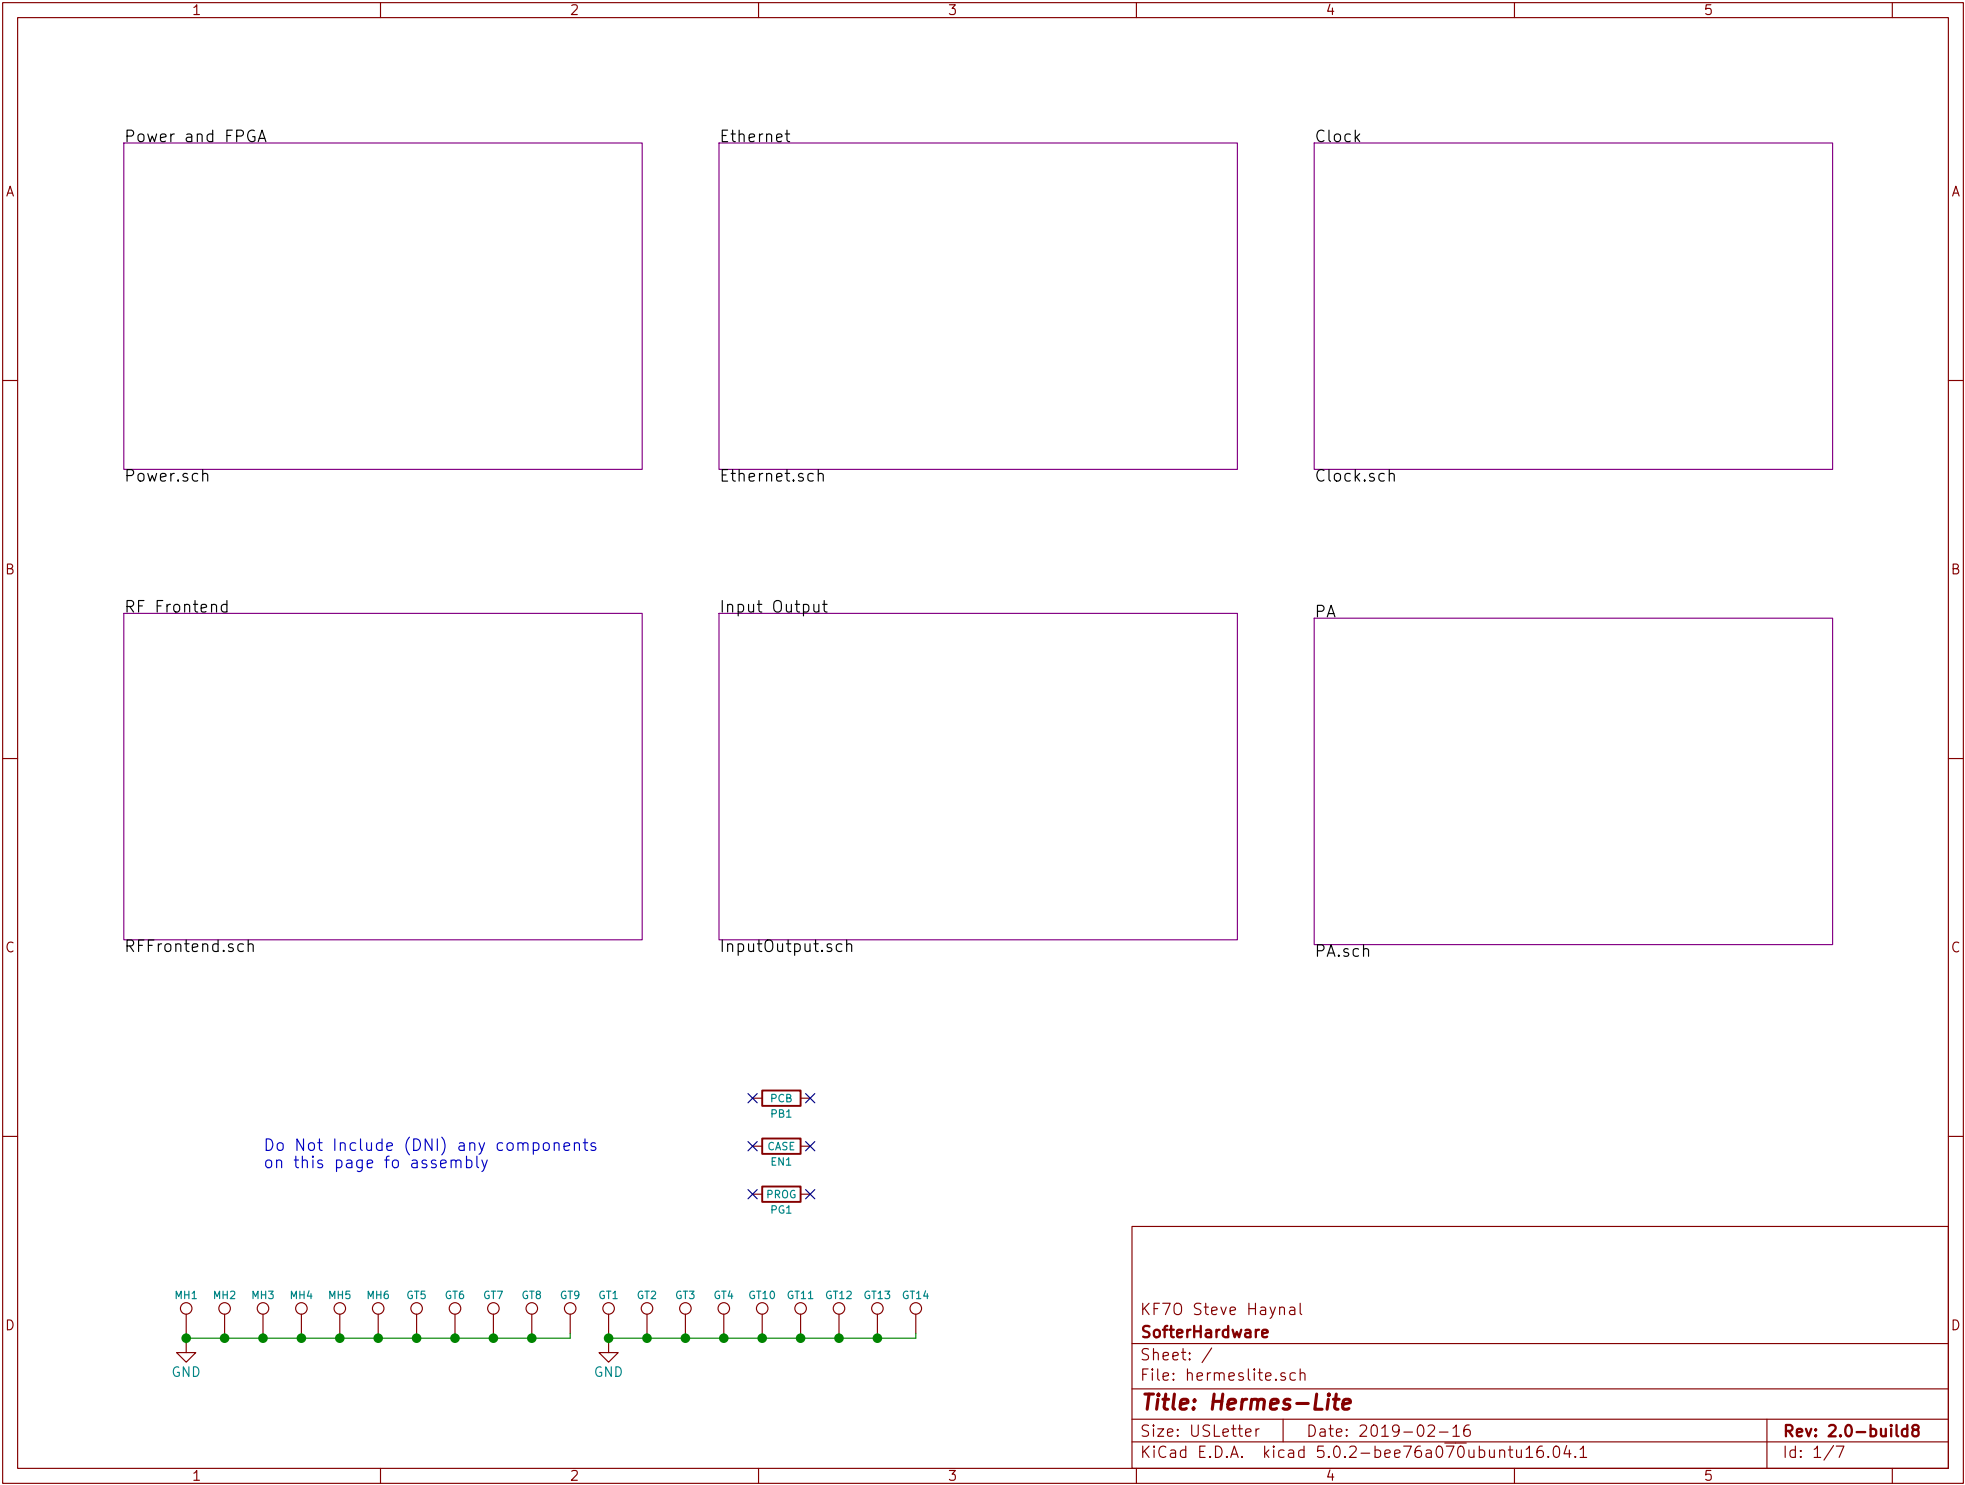 1 2 3 4 5
Power and FPGA
Ethernet
Clock
A A
Power.sch
Ethernet.sch
Clock.sch
B B
RF Frontend
Input Output
PA
RFFrontend.sch
InputOutput.sch
PA.sch
C C
PCB
PB1
Do Not Include (DNI) any components
on this page fo assembly
CASE
EN1
PROG
PG1
MH1 MH2 MH3 MH4 MH5 MH6 GT5 GT6 GT7 GT8 GT9 GT1 GT2 GT3 GT4 GT10 GT11 GT12 GT13 GT14
GND GND
D D
KF7O Steve Haynal
SofterHardware
Sheet: /
File: hermeslite.sch
Title: Hermes-Lite
Size: USLetter Date: 2019-02-16 Rev: 2.0-build8
KiCad E.D.A. kicad 5.0.2-bee76a070ubuntu16.04.1 Id: 1/7
1 2 3 4 5